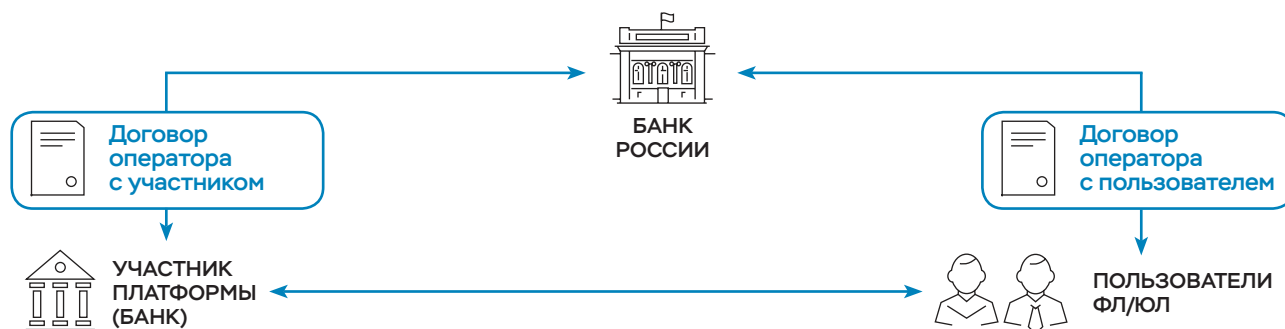 БАНК
РОССИИ
Договор
оператора
с участником
Договор
оператора
с пользователем
УЧАСТНИК
ПЛАТФОРМЫ
(БАНК)
ПОЛЬЗОВАТЕЛИ
ФЛ/ЮЛ